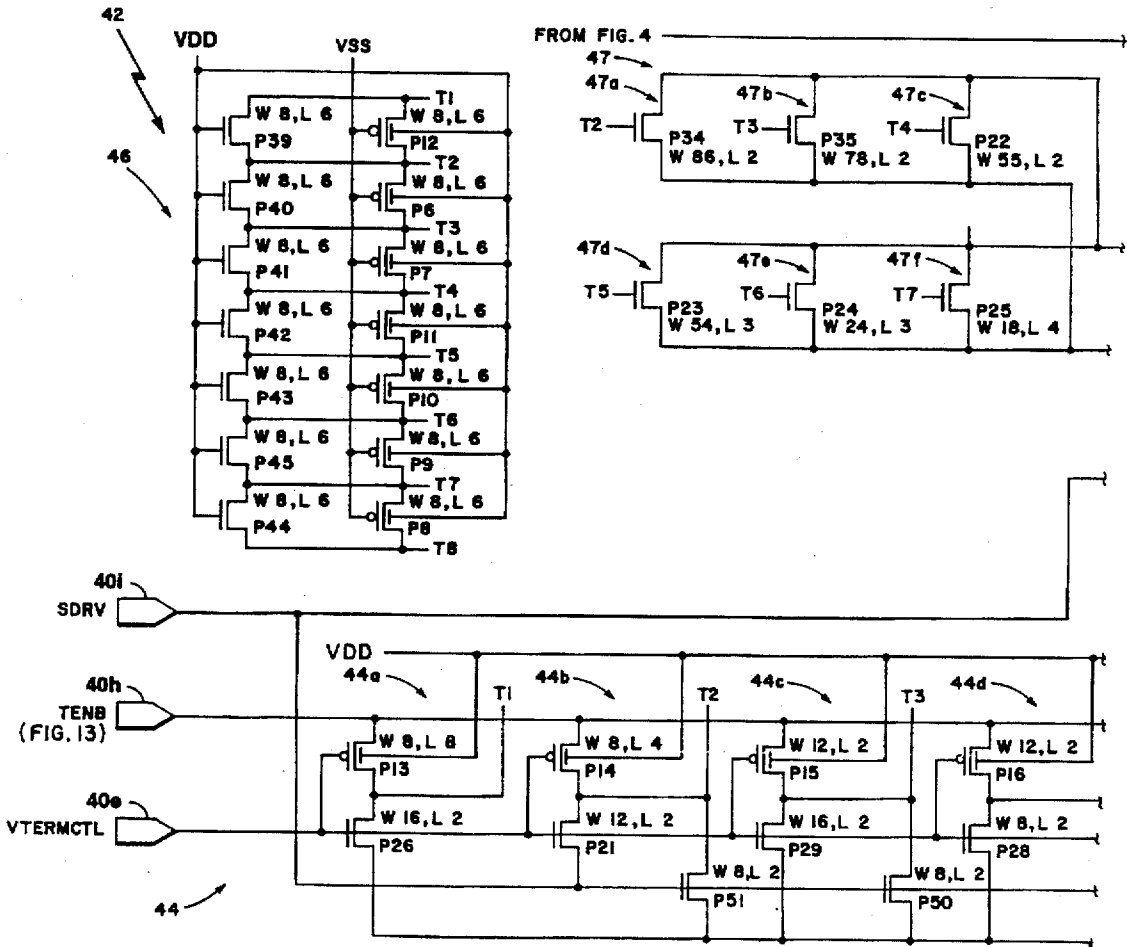 42
VDD
VSS
46
T1
W 8, L 6
P39
W 8, L 6
P12
T2
W 8, L 6
P40
W 8, L 6
P6
T3
W 8, L 6
P41
W 8, L 6
P7
T4
W 8, L 6
P42
W 8, L 6
P11
T5
W 8, L 6
P43
W 8, L 6
P10
T6
W 8, L 6
P45
W 8, L 6
P9
T7
W 8, L 6
P44
W 8, L 6
P8
T8
FROM FIG. 4
47
47a
47b
47c
T2
P34
W 86, L 2
T3
P35
W 78, L 2
T4
P22
W 55, L 2
47d
47e
47f
T5
P23
W 54, L 3
T6
P24
W 24, L 3
T7
P25
W 18, L 4
40i
SDRV
40h
TENB
(FIG. 13)
40e
VTERMCTL
44
VDD
44a
T1
44b
T2
44c
T3
44d
W 8, L 8
P13
W 8, L 4
P14
W 12, L 2
P15
W 12, L 2
P16
W 16, L 2
P26
W 12, L 2
P21
W 16, L 2
P29
W 8, L 2
P28
W 8, L 2
P51
W 8, L 2
P50